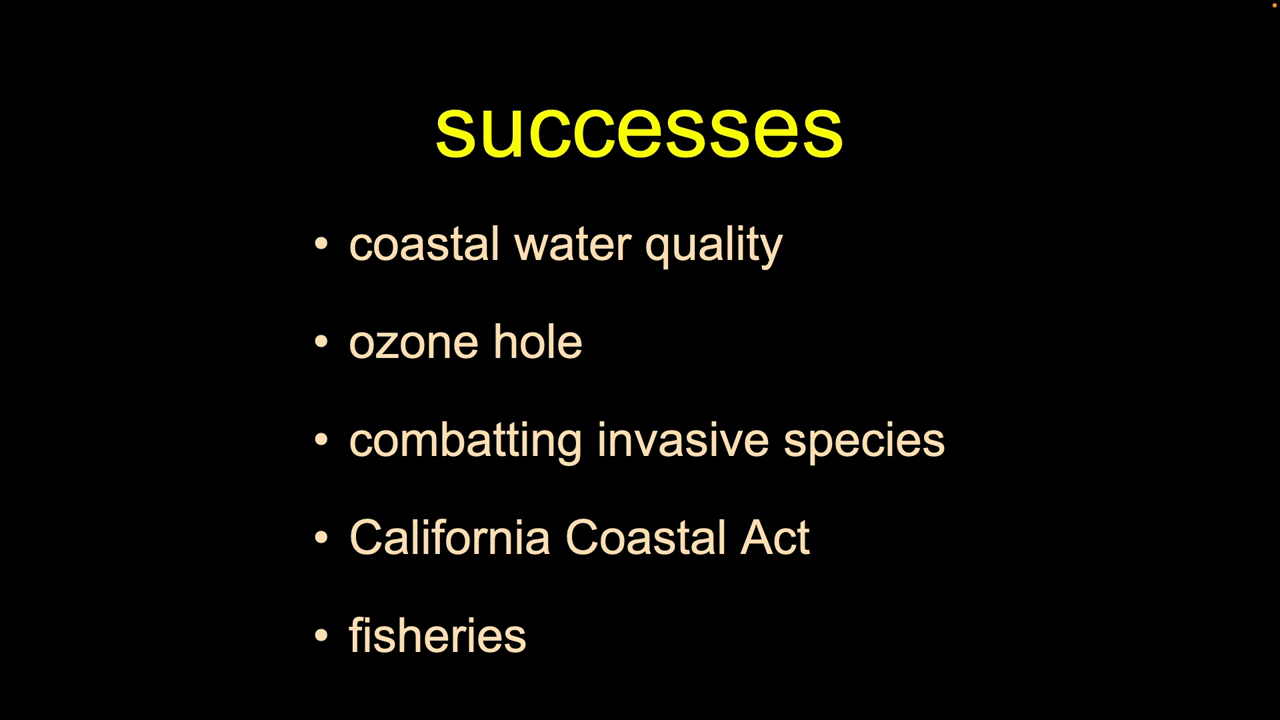 successes
• coastal water quality
• ozone hole
• combatting invasive species
• California Coastal Act
• fisheries